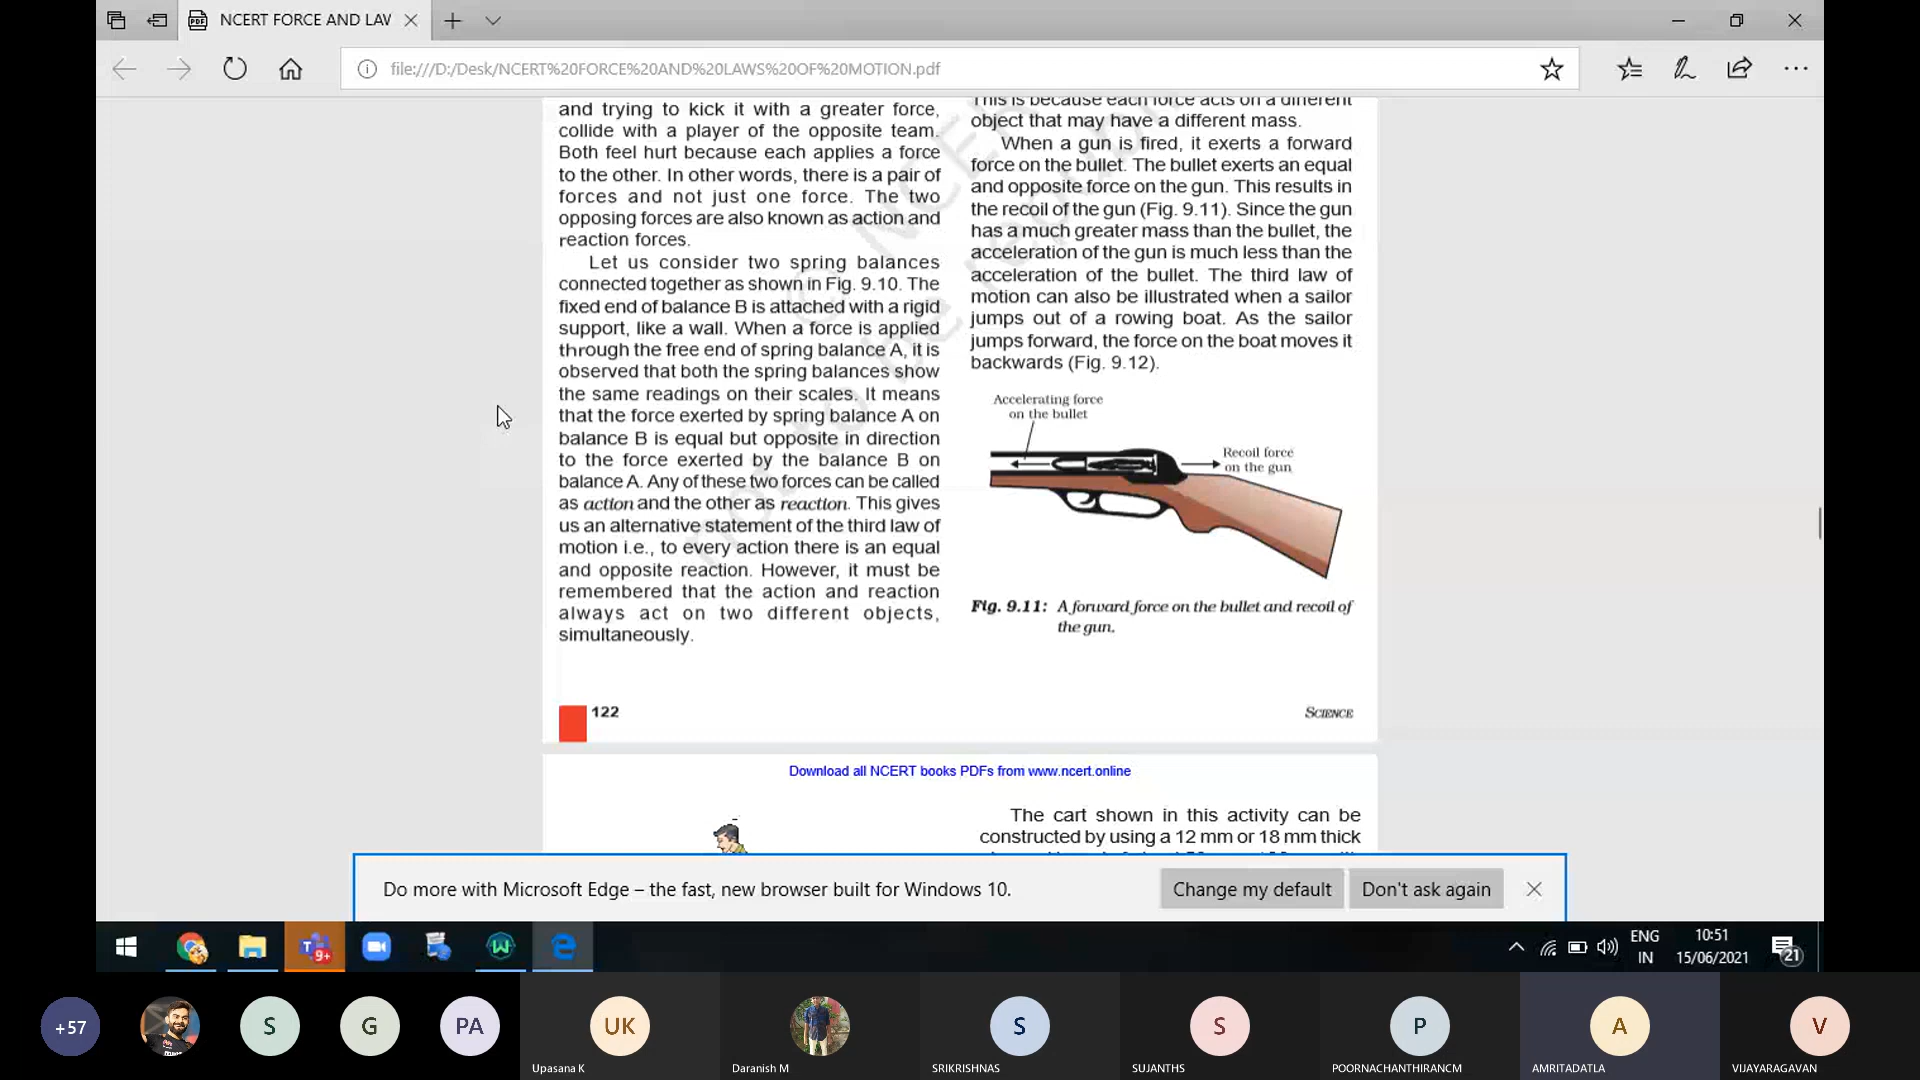 NCERT FORCE AND LAV
file:///D:/Desk/NCERT%20FORCE%20AND%20LAWS%20OF%20MOTION.pdf
and trying to kick it with a greater force,
collide with a player of the opposite team.
Both feel hurt because each applies a force
to the other. In other words, there is a pair of
forces and not just one force. The two
opposing forces are also known as action and
reaction forces.
Let us consider two spring balances
connected together as shown in Fig. 9.10. The
fixed end of balance B is attached with a rigid
support, like a wall. When a force is applied
through the free end of spring balance A, it is
observed that both the spring balances show
the same readings on their scales. It means
that the force exerted by spring balance A on
balance B is equal but opposite in direction
to the force exerted by the balance B on
balance A. Any of these two forces can be called
as action and the other as reaction. This gives
us an alternative statement of the third law of
motion i.e., to every action there is an equal
and opposite reaction. However, it must be
remembered that the action and reaction
always act on two different objects,
simultaneously.
This is because each force acts on a different
object that may have a different mass.
When a gun is fired, it exerts a forward
force on the bullet. The bullet exerts an equal
and opposite force on the gun. This results in
the recoil of the gun (Fig. 9.11). Since the gun
has a much greater mass than the bullet, the
acceleration of the gun is much less than the
acceleration of the bullet. The third law of
motion can also be illustrated when a sailor
jumps out of a rowing boat. As the sailor
jumps forward, the force on the boat moves it
backwards (Fig. 9.12).
Accelerating force
on the bullet
Recoil force
on the gun
Fig. 9.11: A forward force on the bullet and recoil of
the gun.
122
SCIENCE
Download all NCERT books PDFs from www.ncert.online
The cart shown in this activity can be
constructed by using a 12 mm or 18 mm thick
Do more with Microsoft Edge – the fast, new browser built for Windows 10.
Change my default
Don't ask again
9+
ENG
IN
10:51
15/06/2021
21
+57
S
G
PA
UK
S
S
P
A
V
Upasana K
Daranish M
SRIKRISHNAS
SUJANTHS
POORNACHANTHIRANCM
AMRITADATLA
VIJAYARAGAVAN